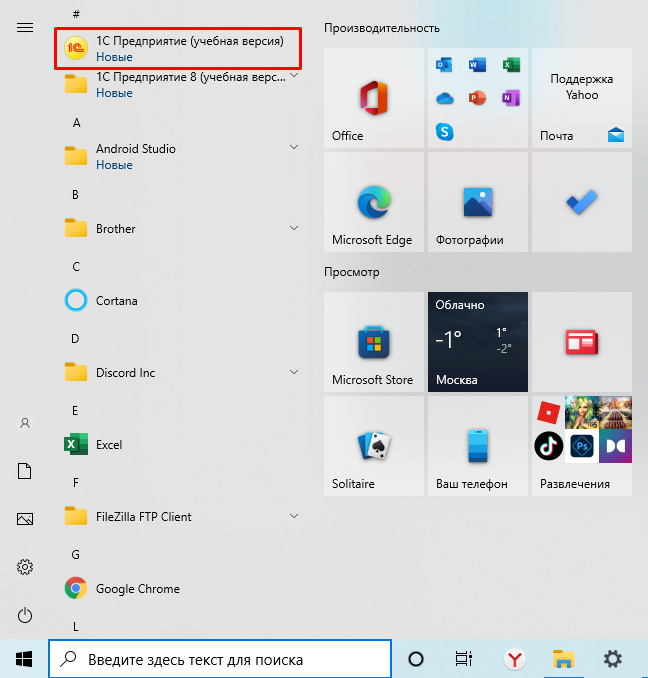 #
1С Предприятие (учебная версия)
Новые
1С Предприятие 8 (учебная верс...
Новые
A
Android Studio
Новые
B
Brother
C
Cortana
D
Discord Inc
E
Excel
F
FileZilla FTP Client
G
Google Chrome
L
Производительность
Office
Поддержка
Yahoo
Почта
Microsoft Edge
Фотографии
Просмотр
Microsoft Store
Облачно
-1°
1°
-2°
Москва
Solitaire
Ваш телефон
Развлечения
Введите здесь текст для поиска